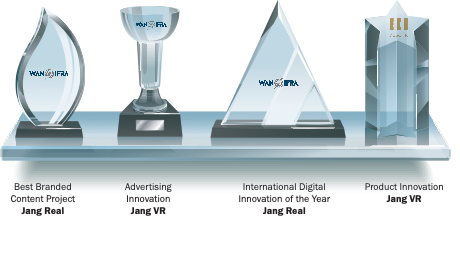 WAN IFRA
WAN IFRA
WAN IFRA
Best Branded
Content Project
Jang Real
Advertising
Innovation
Jang VR
International Digital
Innovation of the Year
Jang Real
Product Innovation
Jang VR